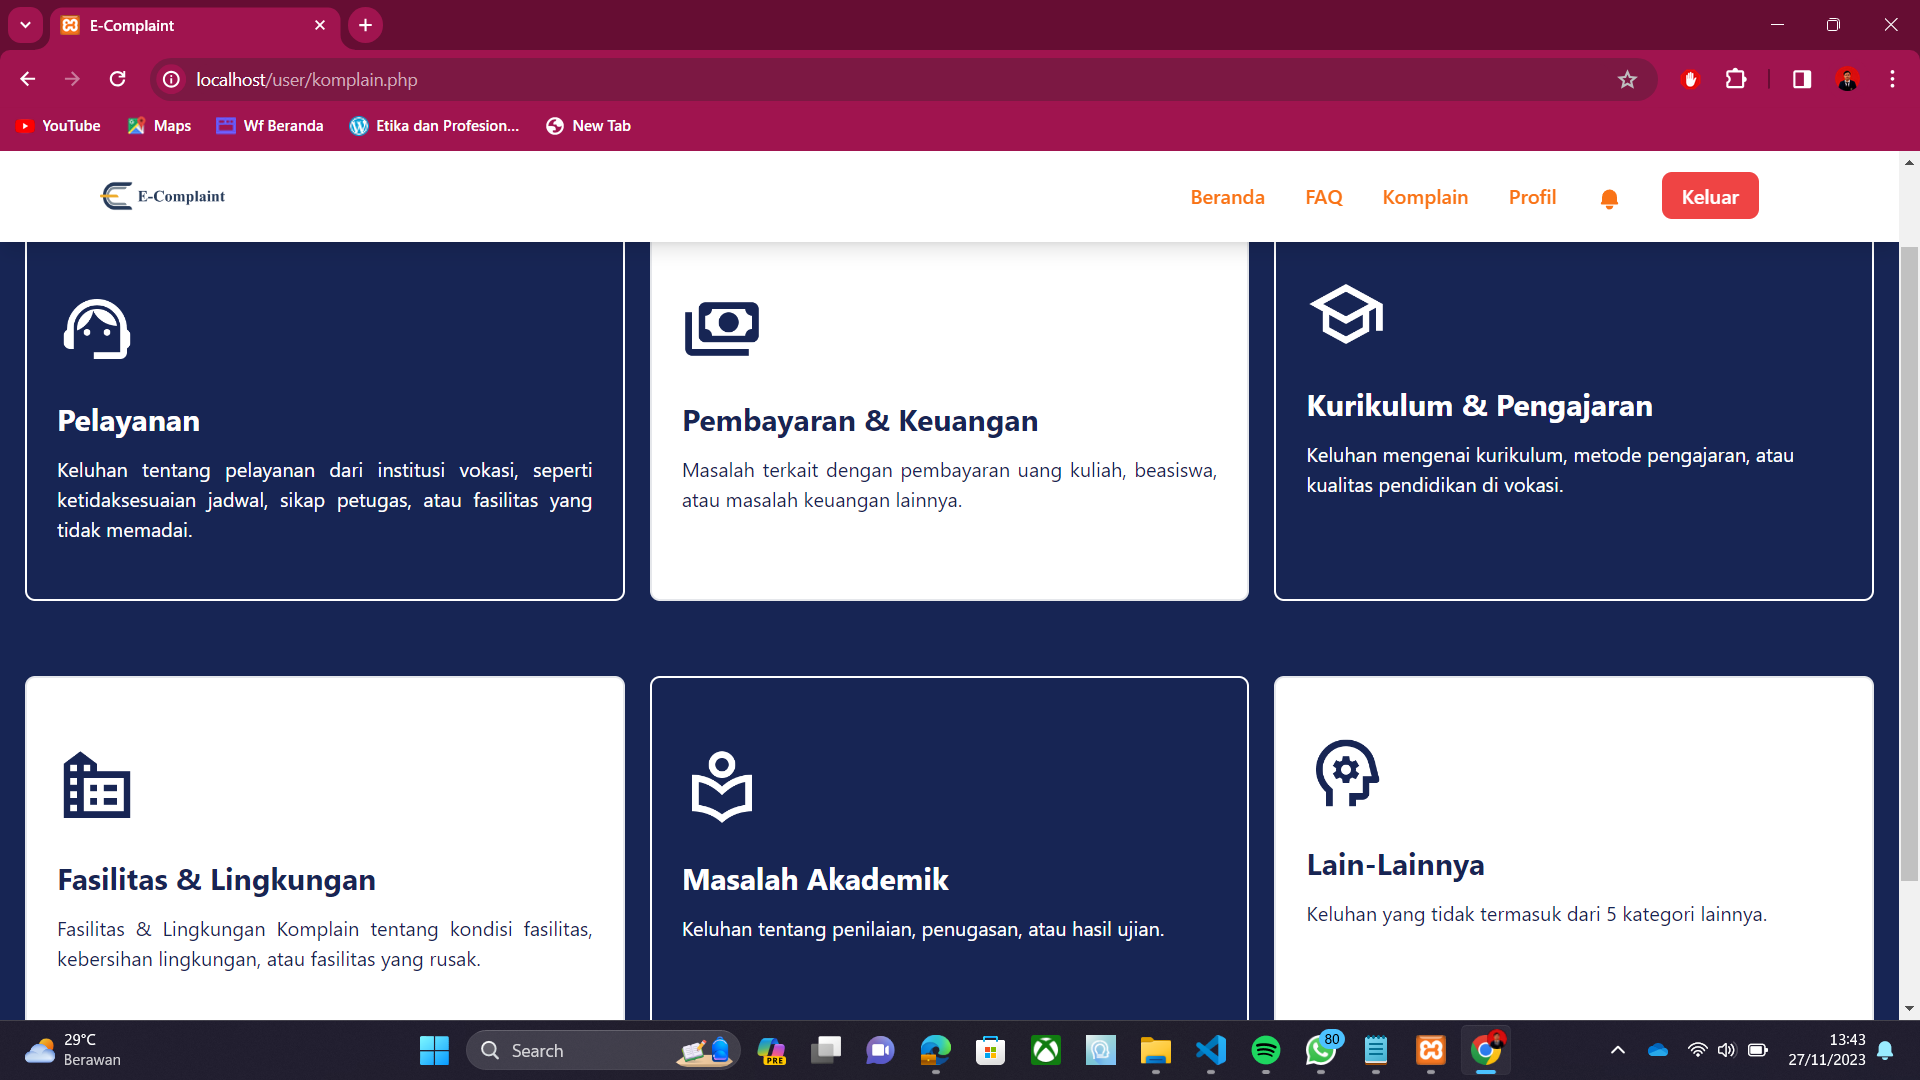 E-Complaint
localhost/user/komplain.php
YouTube
Maps
Wf Beranda
Etika dan Profesion...
New Tab
E-Complaint
Beranda
FAQ
Komplain
Profil
Keluar
Pelayanan
Keluhan tentang pelayanan dari institusi vokasi, seperti
ketidaksesuaian jadwal, sikap petugas, atau fasilitas yang
tidak memadai.
Pembayaran & Keuangan
Masalah terkait dengan pembayaran uang kuliah, beasiswa,
atau masalah keuangan lainnya.
Kurikulum & Pengajaran
Keluhan mengenai kurikulum, metode pengajaran, atau
kualitas pendidikan di vokasi.
Fasilitas & Lingkungan
Fasilitas & Lingkungan Komplain tentang kondisi fasilitas,
kebersihan lingkungan, atau fasilitas yang rusak.
Masalah Akademik
Keluhan tentang penilaian, penugasan, atau hasil ujian.
Lain-Lainnya
Keluhan yang tidak termasuk dari 5 kategori lainnya.
29°C
Berawan
Search
PRE
80
13:43
27/11/2023